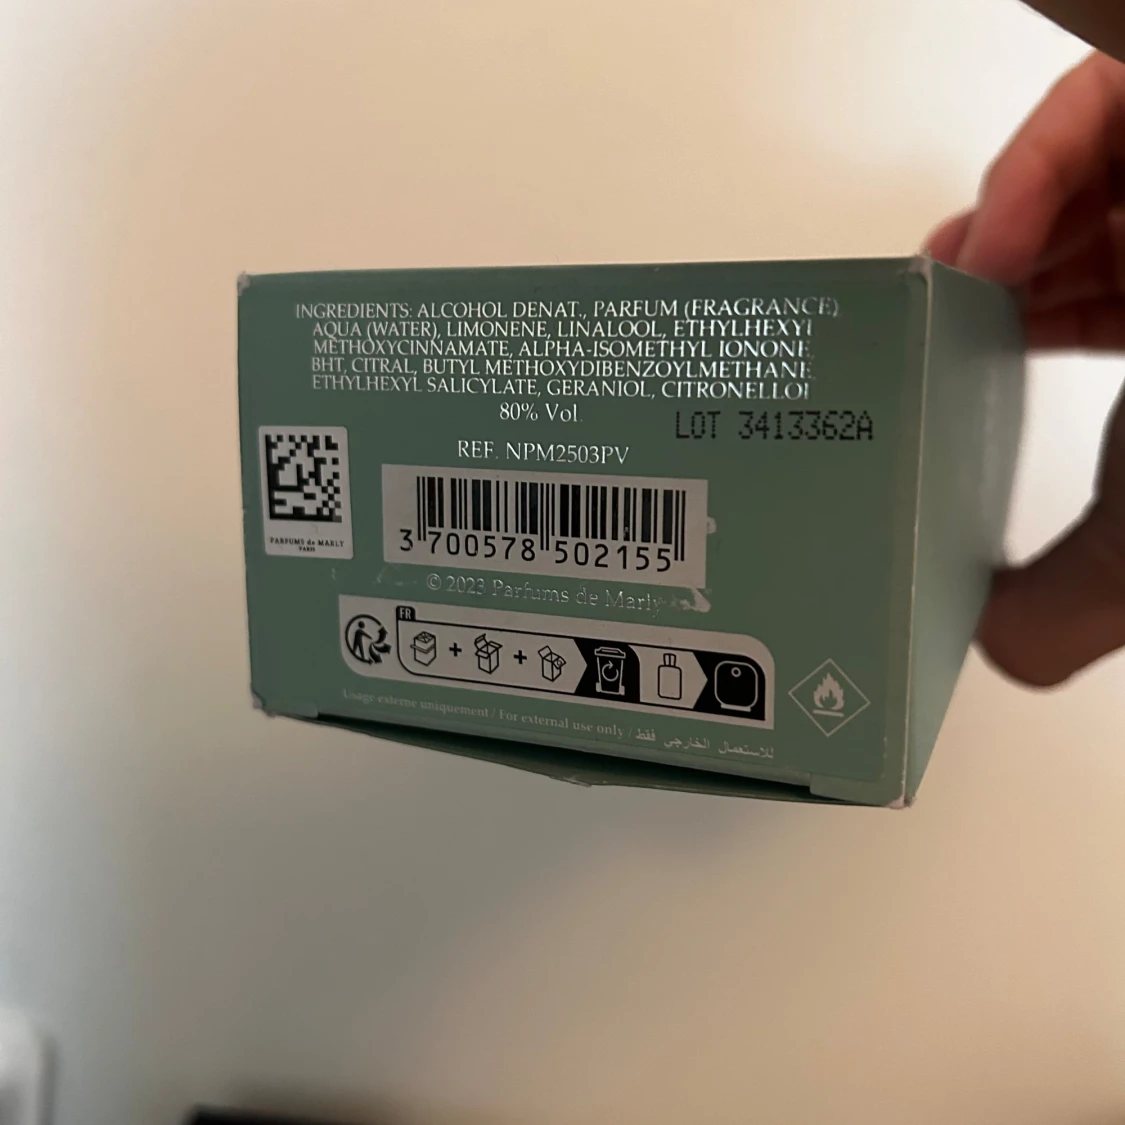 INGREDIENTS: ALCOHOL DENAT., PARFUM (FRAGRANCE)
AQUA (WATER), LIMONENE, LINALOOL, ETHYLHEXYL
METHOXYCINNAMATE, ALPHA-ISOMETHYL IONONE,
BHT, CITRAL, BUTYL METHOXYDIBENZOYLMETHANE,
ETHYLHEXYL SALICYLATE, GERANIOL, CITRONELLOL
80% Vol.
LOT 3413362A
REF. NPM2503PV
PARFUMS de MARLY
PARIS
3 700578 502155
© 2023 Parfums de Marly
FR
+ +
Usage externe uniquement / For external use only / للاستعمال الخارجي فقط